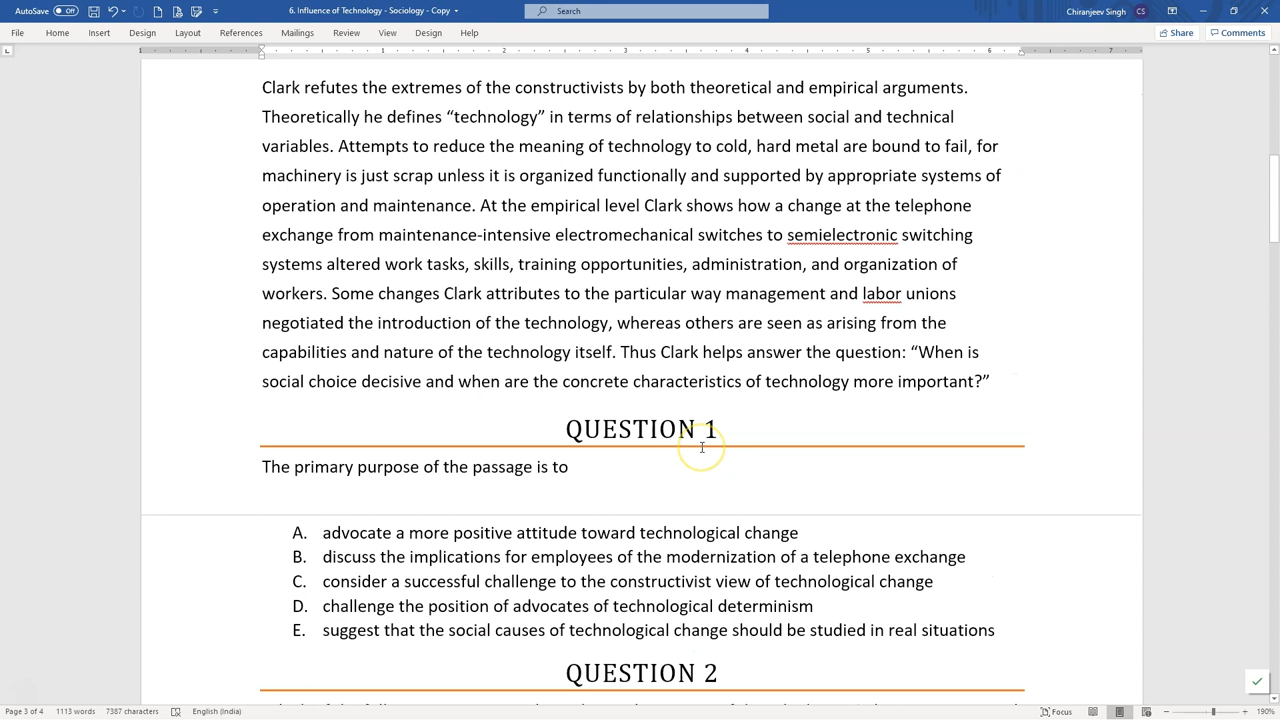 AutoSave Off
6. Influence of Technology - Sociology - Copy
Search
Chiranjeev Singh CS
File Home Insert Design Layout References Mailings Review View Design Help Share Comments
1 1 2 3 4 5 6 7
Clark refutes the extremes of the constructivists by both theoretical and empirical arguments.
Theoretically he defines “technology” in terms of relationships between social and technical
variables. Attempts to reduce the meaning of technology to cold, hard metal are bound to fail, for
machinery is just scrap unless it is organized functionally and supported by appropriate systems of
operation and maintenance. At the empirical level Clark shows how a change at the telephone
exchange from maintenance-intensive electromechanical switches to semielectronic switching
systems altered work tasks, skills, training opportunities, administration, and organization of
workers. Some changes Clark attributes to the particular way management and labor unions
negotiated the introduction of the technology, whereas others are seen as arising from the
capabilities and nature of the technology itself. Thus Clark helps answer the question: “When is
social choice decisive and when are the concrete characteristics of technology more important?”
QUESTION 1
The primary purpose of the passage is to
A. advocate a more positive attitude toward technological change
B. discuss the implications for employees of the modernization of a telephone exchange
C. consider a successful challenge to the constructivist view of technological change
D. challenge the position of advocates of technological determinism
E. suggest that the social causes of technological change should be studied in real situations
QUESTION 2
Page 3 of 4 1113 words 7387 characters English (India) Focus 190%